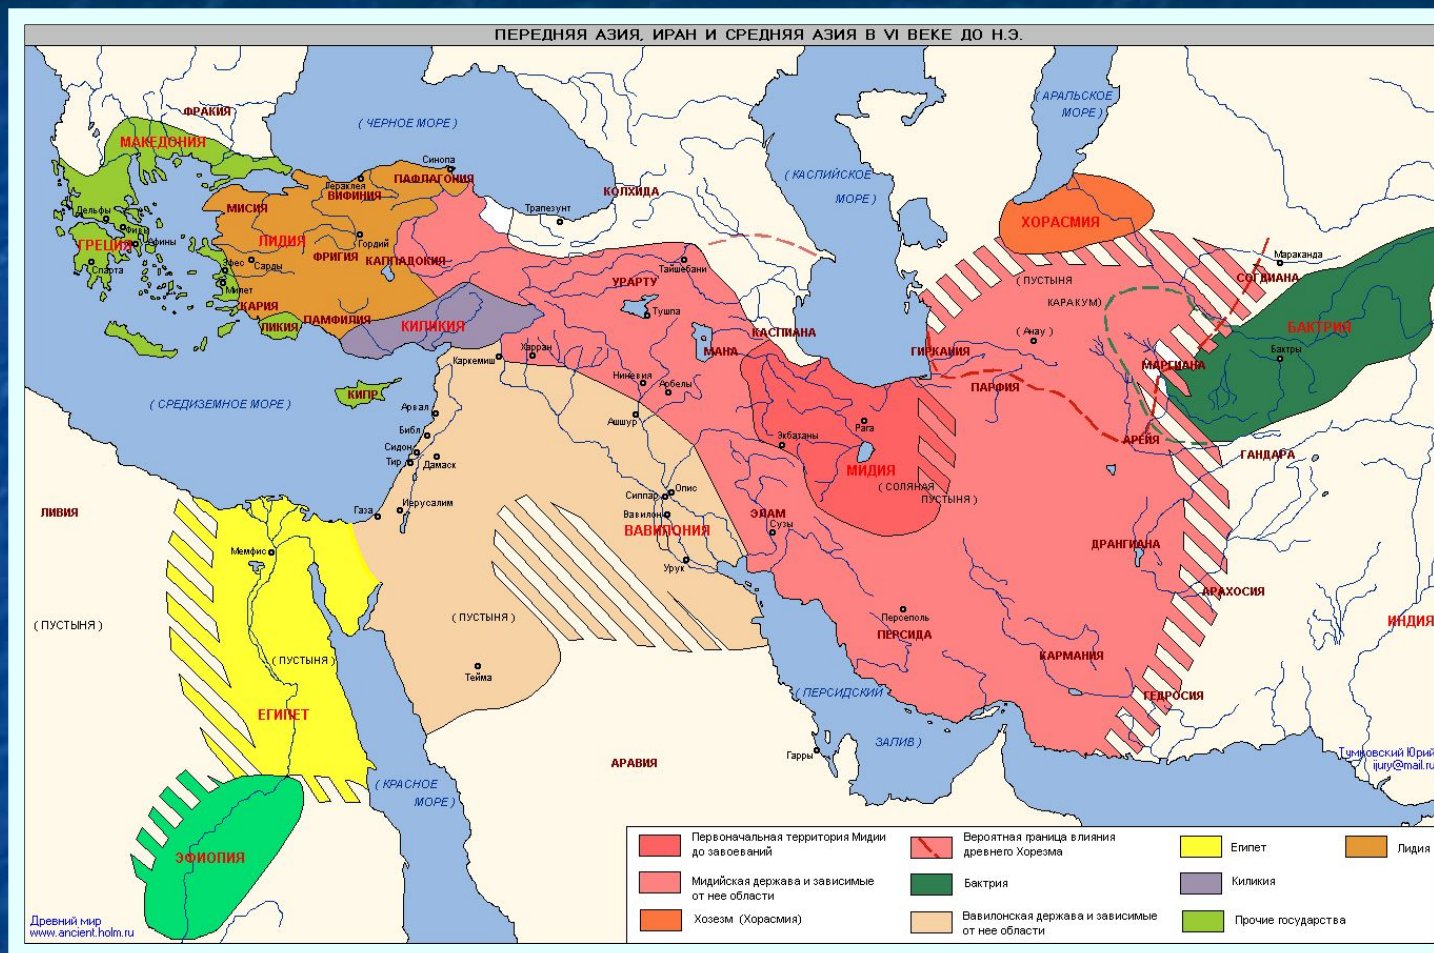 ПЕРЕДНЯЯ АЗИЯ, ИРАН И СРЕДНЯЯ АЗИЯ В VI ВЕКЕ ДО Н.Э.
( АРАЛЬСКОЕ
МОРЕ )
ФРАКИЯ
( ЧЕРНОЕ МОРЕ )
МАКЕДОНИЯ
Синопа
ПАФЛАГОНИЯ
( КАСПИЙСКОЕ
МОРЕ )
Гераклея
ВИФИНИЯ
КОЛХИДА
МИСИЯ
Трапезунт
Дельфы
ХОРАСМИЯ
Фивы
ГРЕЦИЯ
Афины
ЛИДИЯ
Гордий
ФРИГИЯ
КАППАДОКИЯ
Мараканда
Спарта
Эфес
Сарды
Тайшебани
СОГДИАНА
Милет
УРАРТУ
( ПУСТЫНЯ
КАРАКУМ)
КАРИЯ
Тушпа
ЛИКИЯ
ПАМФИЛИЯ
КИЛИКИЯ
КАСПИАНА
( Анау )
БАКТРИЯ
Каркемиш
Харран
МАНА
ГИРКАНИЯ
Бактры
МАРГИАНА
Ниневия
Арбелы
ПАРФИЯ
КИПР
( СРЕДИЗЕМНОЕ МОРЕ )
Арвал
Ашшур
Рага
Библ
Экбатаны
АРЕЙЯ
Сидон
ГАНДАРА
Тир
Дамаск
МИДИЯ
( СОЛЯНАЯ
ПУСТЫНЯ )
Сиппар
Опис
ЛИВИЯ
Газа
Иерусалим
Вавилон
ЭЛАМ
Сузы
ВАВИЛОНИЯ
Мемфис
ДРАНГИАНА
Урук
АРАХОСИЯ
( ПУСТЫНЯ )
( ПУСТЫНЯ )
Персеполь
ПЕРСИДА
ИНДИЯ
( ПУСТЫНЯ )
КАРМАНИЯ
Тейма
( ПЕРСИДСКИЙ
ЗАЛИВ )
ГЕДРОСИЯ
ЕГИПЕТ
АРАВИЯ
Гарры
Тумковский Юрий
ijury@mail.ru
( КРАСНОЕ
МОРЕ )
ЭФИОПИЯ
Древний мир
www.ancient.holm.ru
Первоначальная территория Мидии
до завоеваний
Мидийская держава и зависимые
от нее области
Хозезм (Хорасмия)
Вероятная граница влияния
древнего Хорезма
Бактрия
Вавилонская держава и зависимые
от нее области
Египет
Киликия
Прочие государства
Лидия